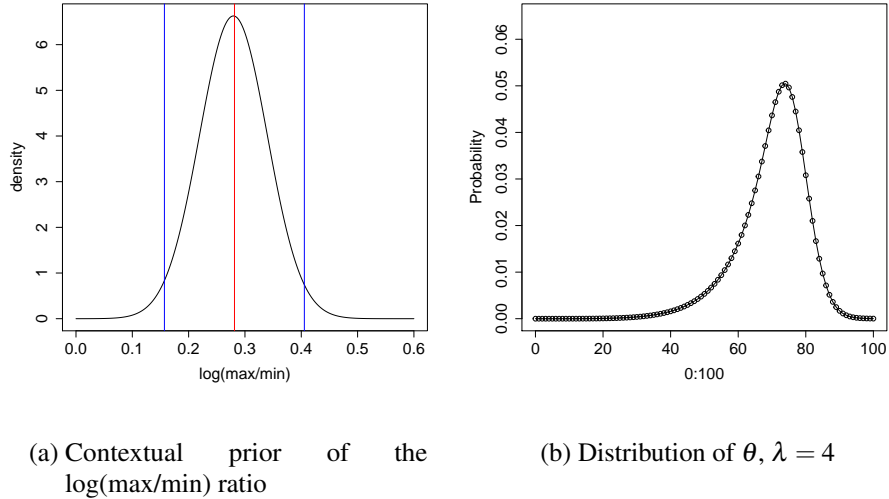 6
5
4
3
2
1
0
density
0.0 0.1 0.2 0.3 0.4 0.5 0.6
log(max/min)
0.06
0.05
0.04
0.03
0.02
0.01
0.00
Probability
0 20 40 60 80 100
0:100
(a) Contextual prior of the
log(max/min) ratio
(b) Distribution of θ, λ = 4